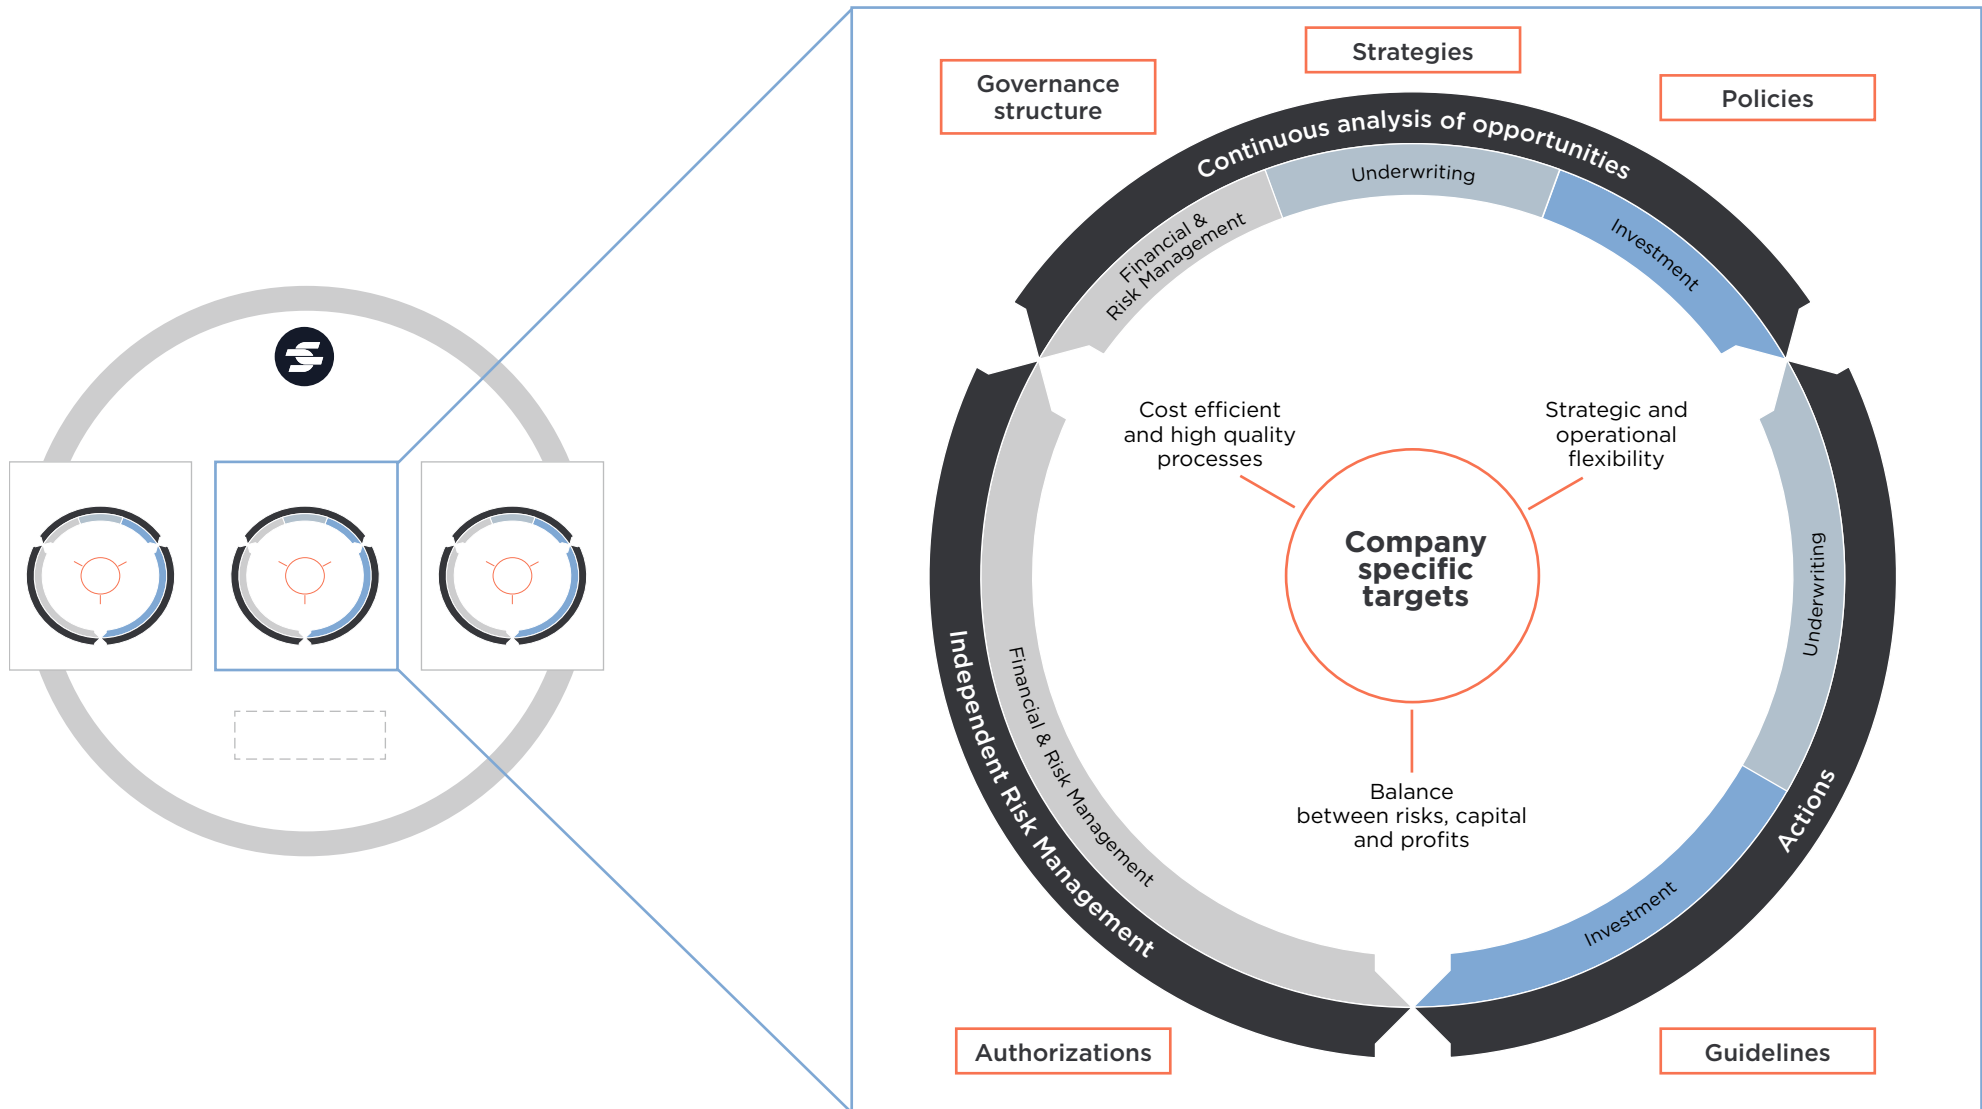 Strategies
Governance
structure
Policies
Continuous analysis of opportunities
Underwriting
Financial &
Risk Management
Investment
Cost efficient
and high quality
processes
Strategic and
operational
flexibility
Company
specific
targets
Underwriting
Independent Risk Management
Financial & Risk Management
Balance
between risks, capital
and profits
Actions
Investment
Authorizations
Guidelines